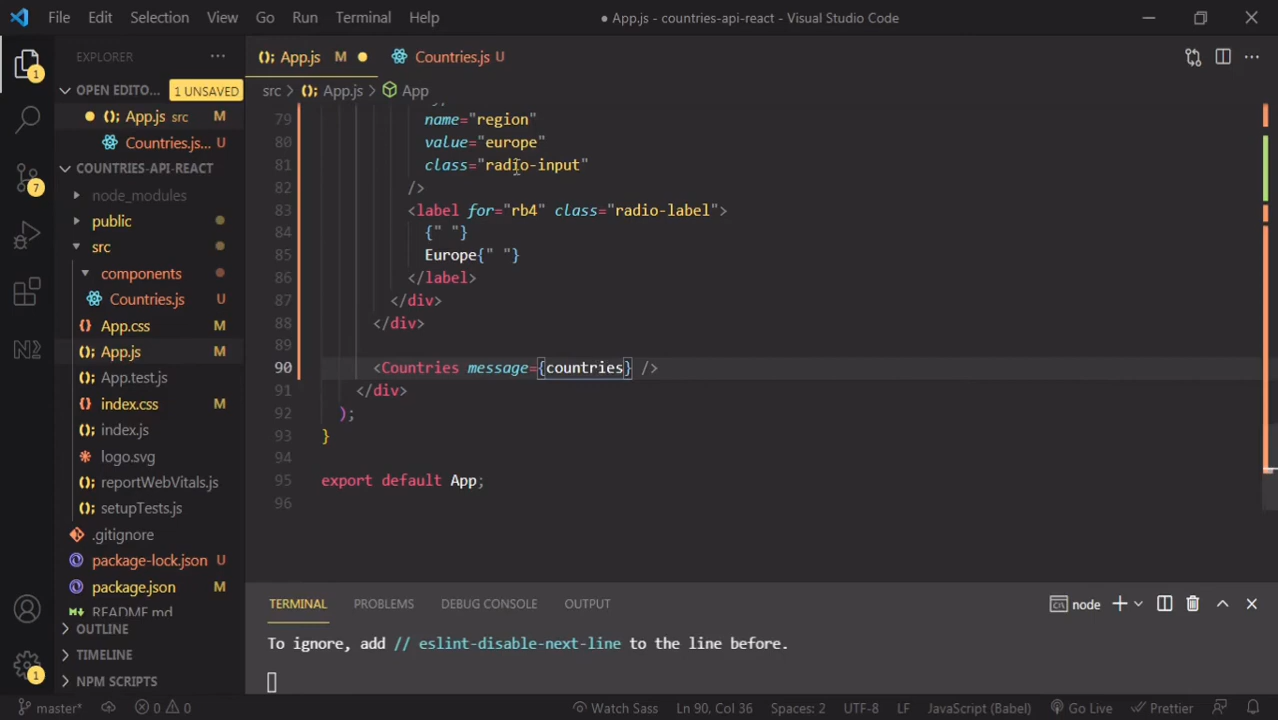 File Edit Selection View Go Run Terminal Help ● App.js - countries-api-react - Visual Studio Code
EXPLORER ···
OPEN EDITO... 1 UNSAVED
App.js src M
Countries.js... U
COUNTRIES-API-REACT
node_modules
public
src
components
Countries.js U
App.css M
App.js M
App.test.js
index.css M
index.js
logo.svg
reportWebVitals.js
setupTests.js
.gitignore
package-lock.json U
package.json M
README.md
OUTLINE
TIMELINE
NPM SCRIPTS
1
7
1
App.js M ● Countries.js U
src > App.js > App
79 name="region"
80 value="europe"
81 class="radio-input"
82 />
83 <label for="rb4" class="radio-label">
84 {" "}
85 Europe{" "}
86 </label>
87 </div>
88 </div>
89
90 <Countries message={countries} />
91 </div>
92 );
93 }
94
95 export default App;
96
TERMINAL PROBLEMS DEBUG CONSOLE OUTPUT node
To ignore, add // eslint-disable-next-line to the line before.
master* 0 0 Watch Sass Ln 90, Col 36 Spaces: 2 UTF-8 LF JavaScript (Babel) Go Live Prettier